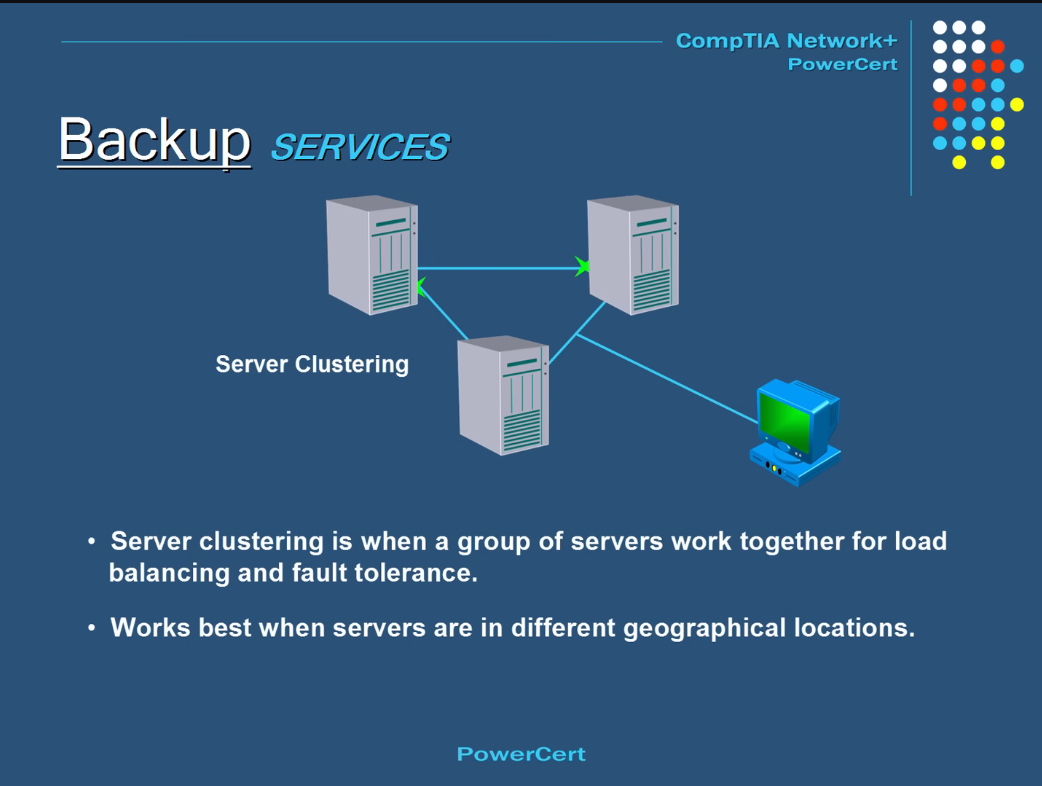 CompTIA Network+
PowerCert
Backup SERVICES
Server Clustering
• Server clustering is when a group of servers work together for load
balancing and fault tolerance.
• Works best when servers are in different geographical locations.
PowerCert